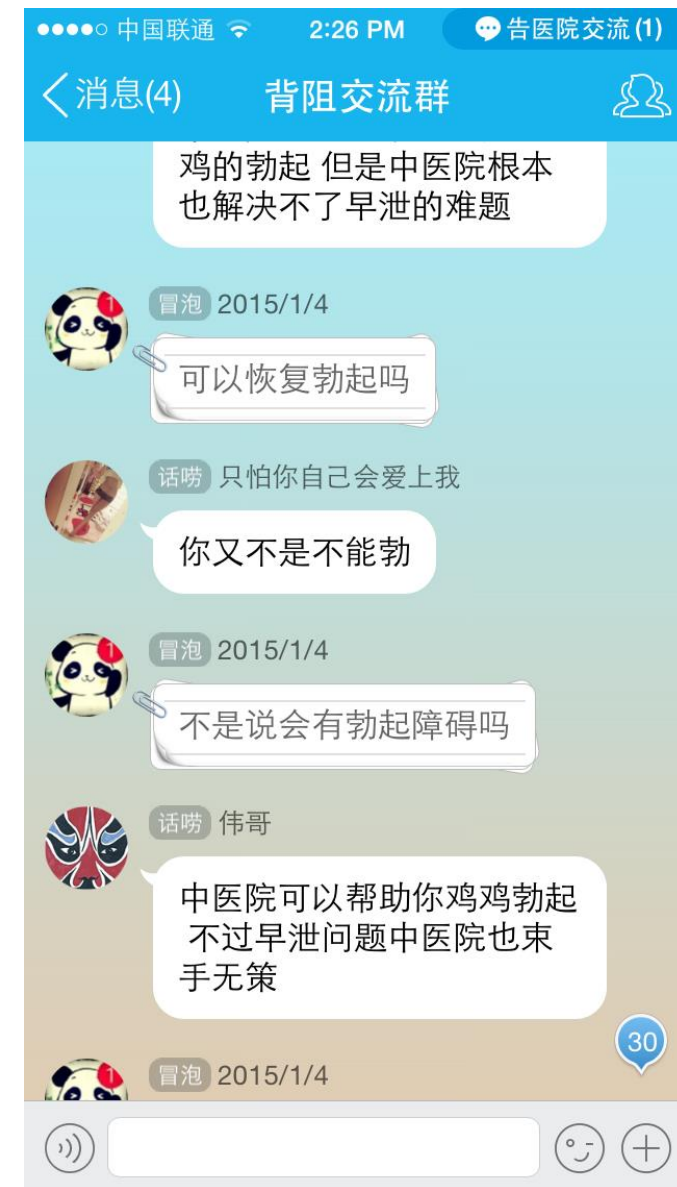 中国联通 2:26 PM 告医院交流(1)
消息(4) 背阻交流群
鸡的勃起 但是中医院根本
也解决不了早泄的难题
冒泡 2015/1/4
可以恢复勃起吗
话唠 只怕你自己会爱上我
你又不是不能勃
冒泡 2015/1/4
不是说会有勃起障碍吗
话唠 伟哥
中医院可以帮助你鸡鸡勃起
不过早泄问题中医院也束
手无策
30
冒泡 2015/1/4